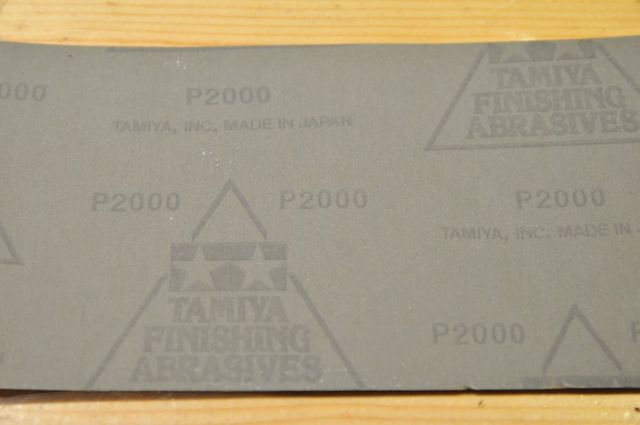 P2000
TAMIYA, INC. MADE IN JAPAN
TAMIYA
FINISHING
ABRASIVES
P2000
P2000
P2000
P2000
TAMIYA, INC. MADE IN
TAMIYA
FINISHING
ABRASIVES
P2000